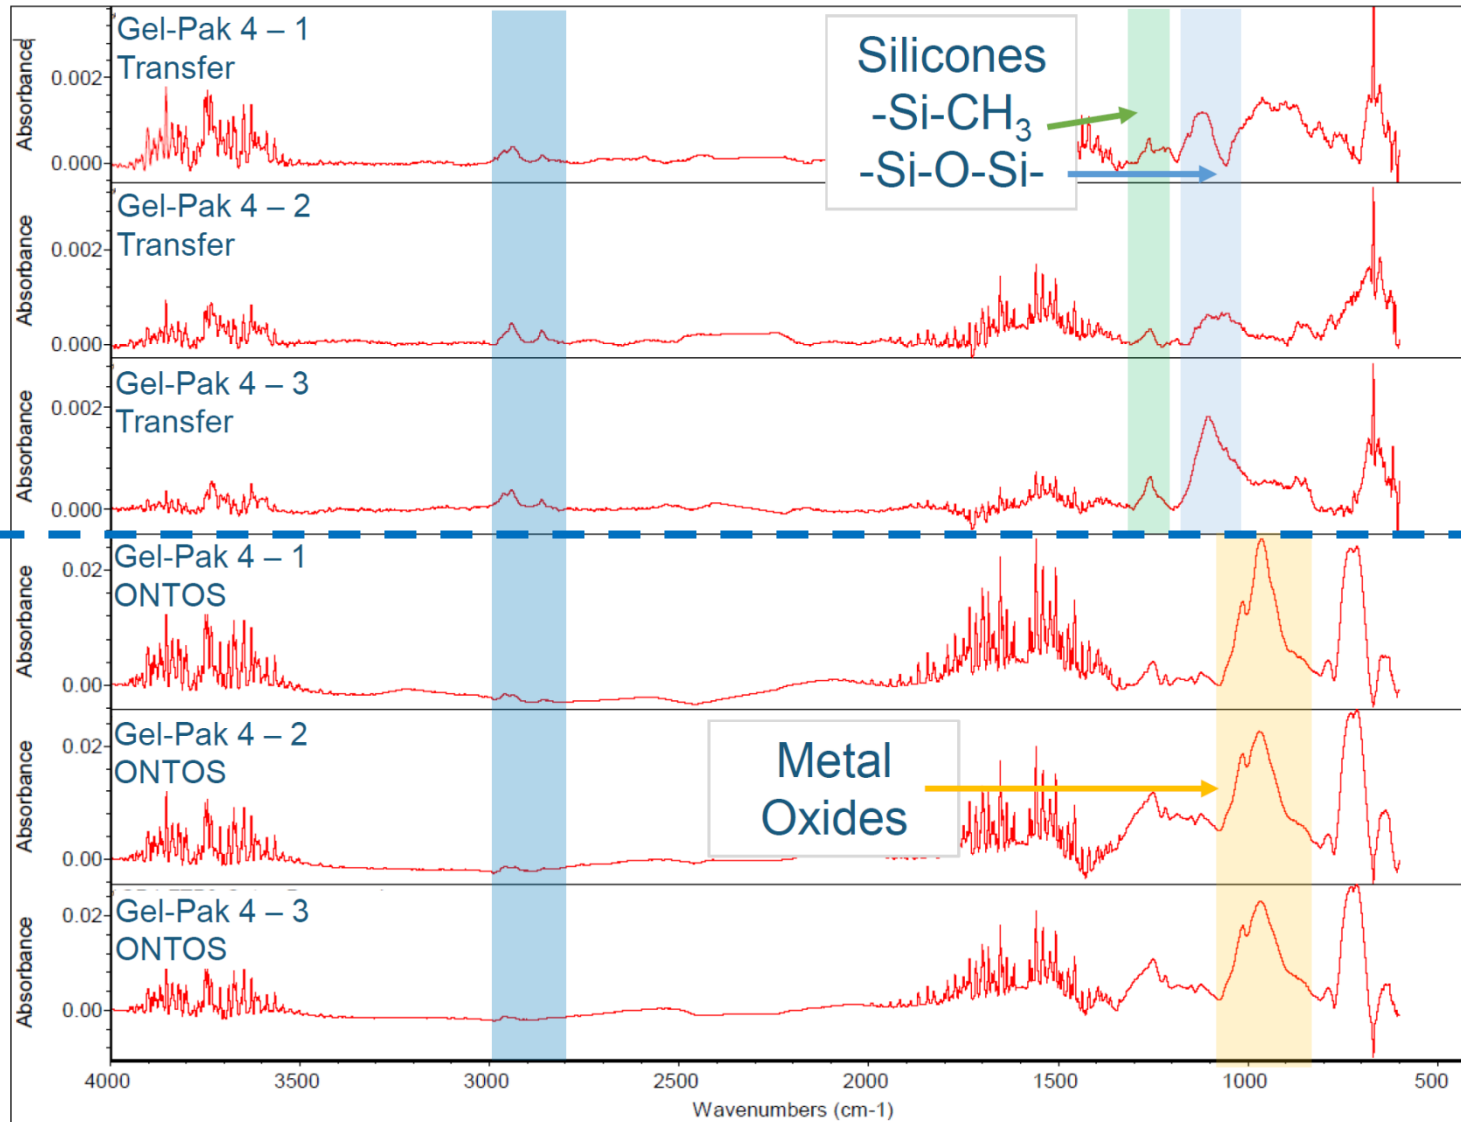 Gel-Pak 4 – 1
Transfer
Absorbance
0.002
0.000
Silicones
-Si-CH3
-Si-O-Si-
Gel-Pak 4 – 2
Transfer
Absorbance
0.002
0.000
Gel-Pak 4 – 3
Transfer
Absorbance
0.002
0.000
Gel-Pak 4 – 1
ONTOS
Absorbance
0.02
0.00
Gel-Pak 4 – 2
ONTOS
Absorbance
0.02
0.00
Metal
Oxides
Gel-Pak 4 – 3
ONTOS
Absorbance
0.02
0.00
4000 3500 3000 2500 2000 1500 1000 500
Wavenumbers (cm-1)